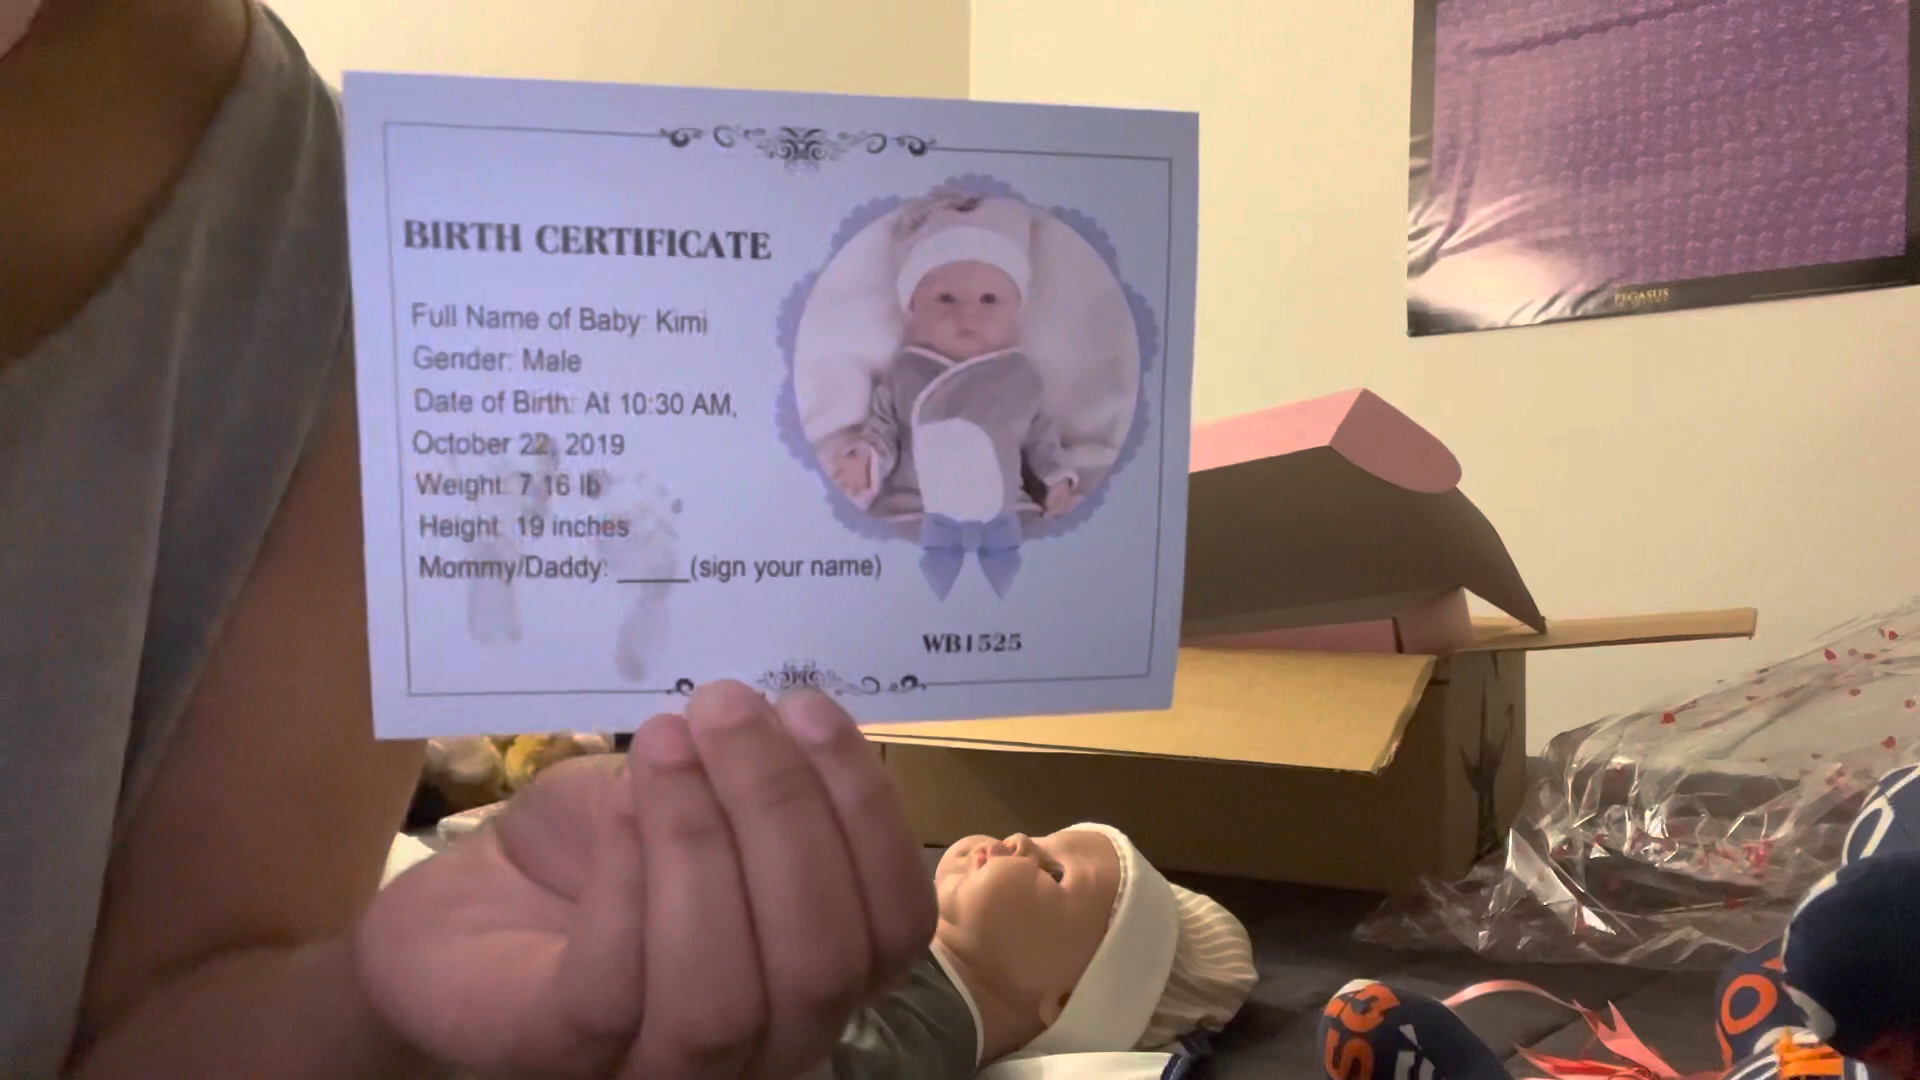 BIRTH CERTIFICATE
Full Name of Baby: Kimi
Gender: Male
Date of Birth: At 10:30 AM,
October 22, 2019
Weight: 7.16 lb
Height: 19 inches
Mommy/Daddy: _____(sign your name)
WB1525
PEGASUS